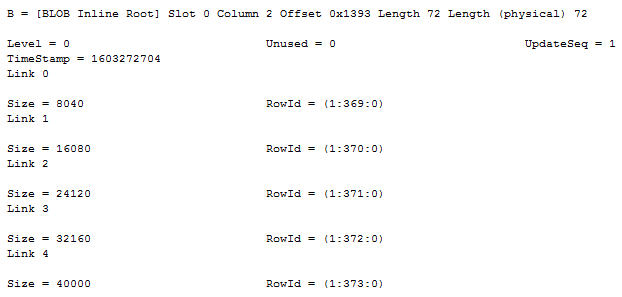 B = [BLOB Inline Root] Slot 0 Column 2 Offset 0x1393 Length 72 Length (physical) 72
Level = 0 Unused = 0 UpdateSeq = 1
TimeStamp = 1603272704
Link 0
Size = 8040 RowId = (1:369:0)
Link 1
Size = 16080 RowId = (1:370:0)
Link 2
Size = 24120 RowId = (1:371:0)
Link 3
Size = 32160 RowId = (1:372:0)
Link 4
Size = 40000 RowId = (1:373:0)